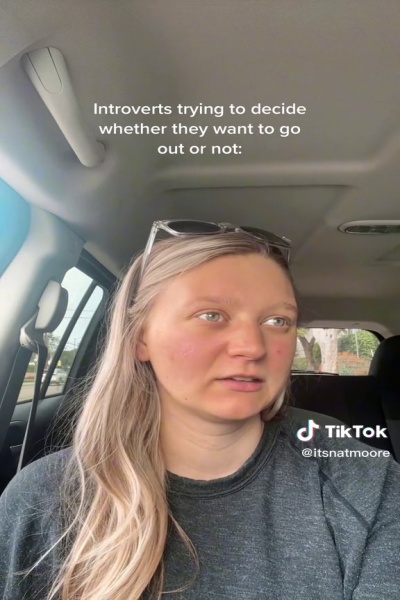 Introverts trying to decide
whether they want to go
out or not:
TikTok
@itsnatmoore